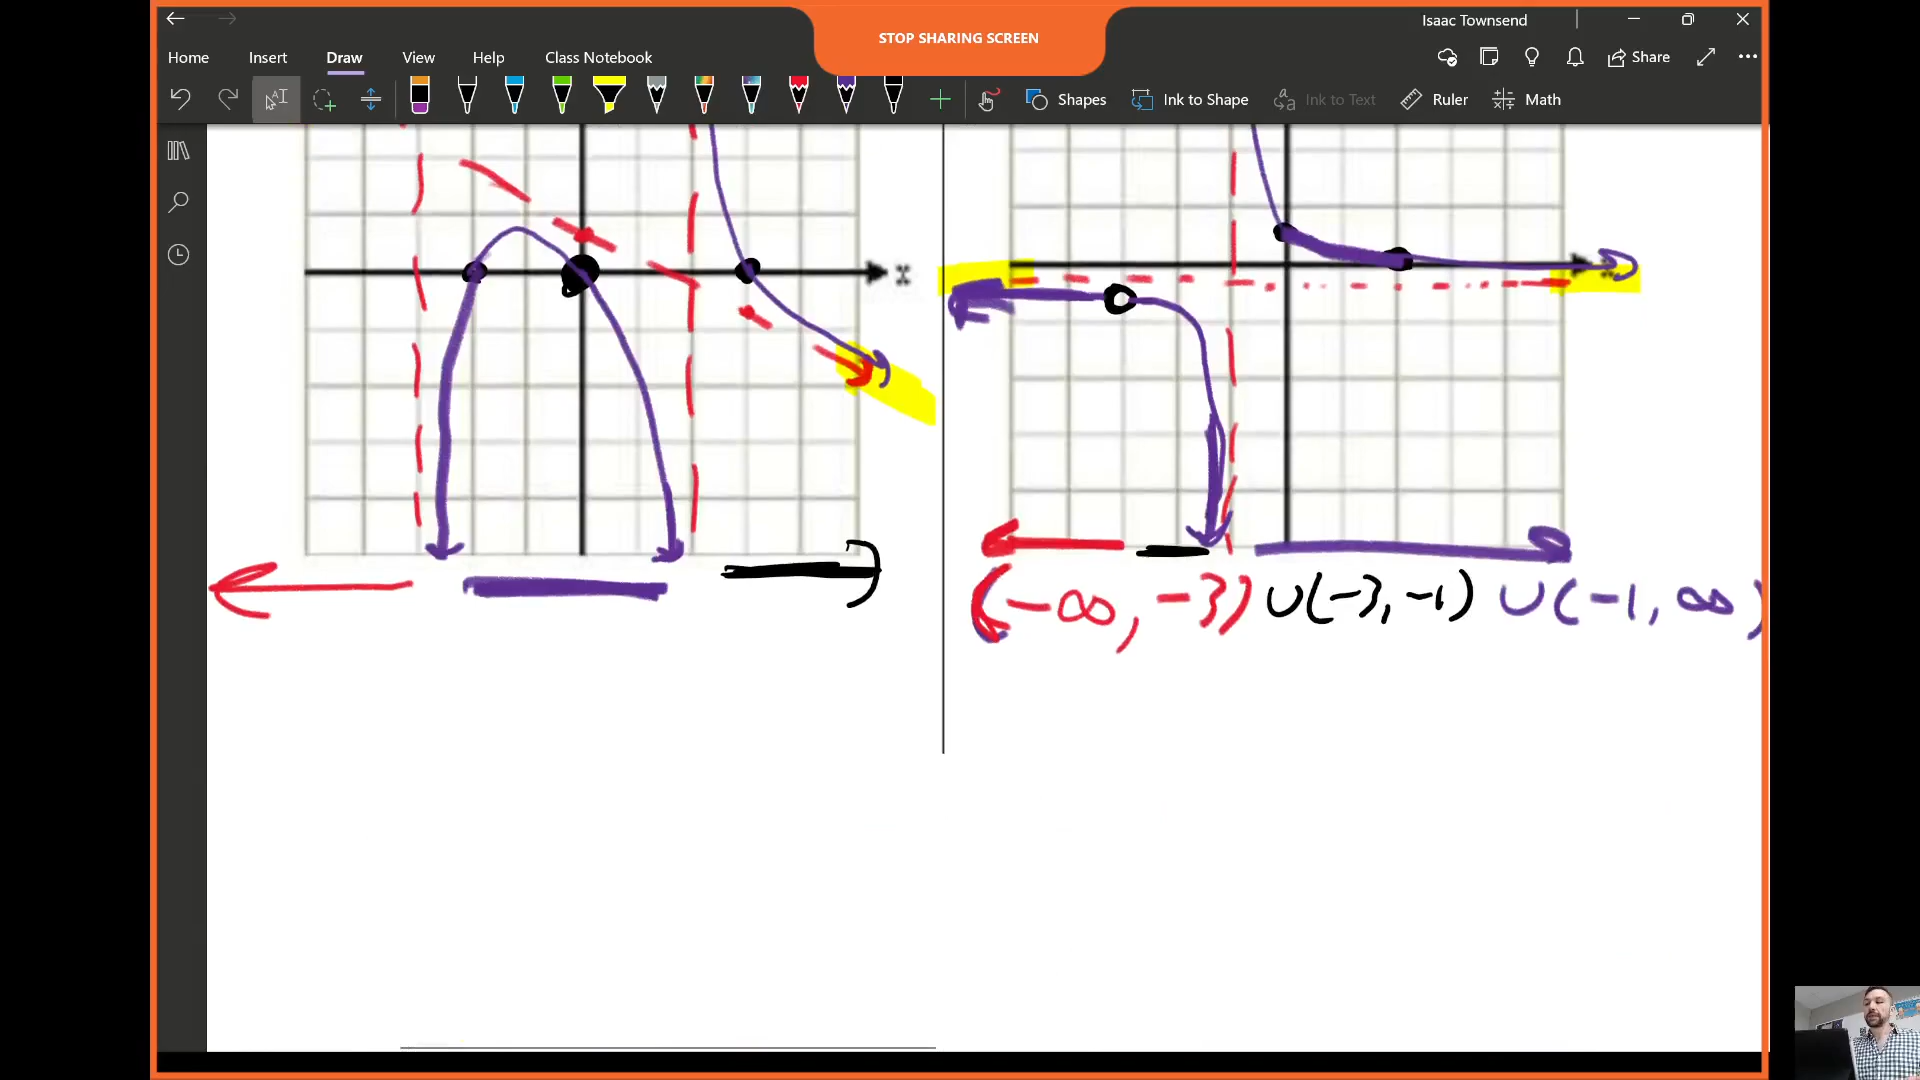 Isaac Townsend
STOP SHARING SCREEN
Home Insert Draw View Help Class Notebook
Share
Shapes Ink to Shape Ink to Text Ruler Math
x
(-∞, -3) ∪(-3, -1) ∪(-1, ∞)